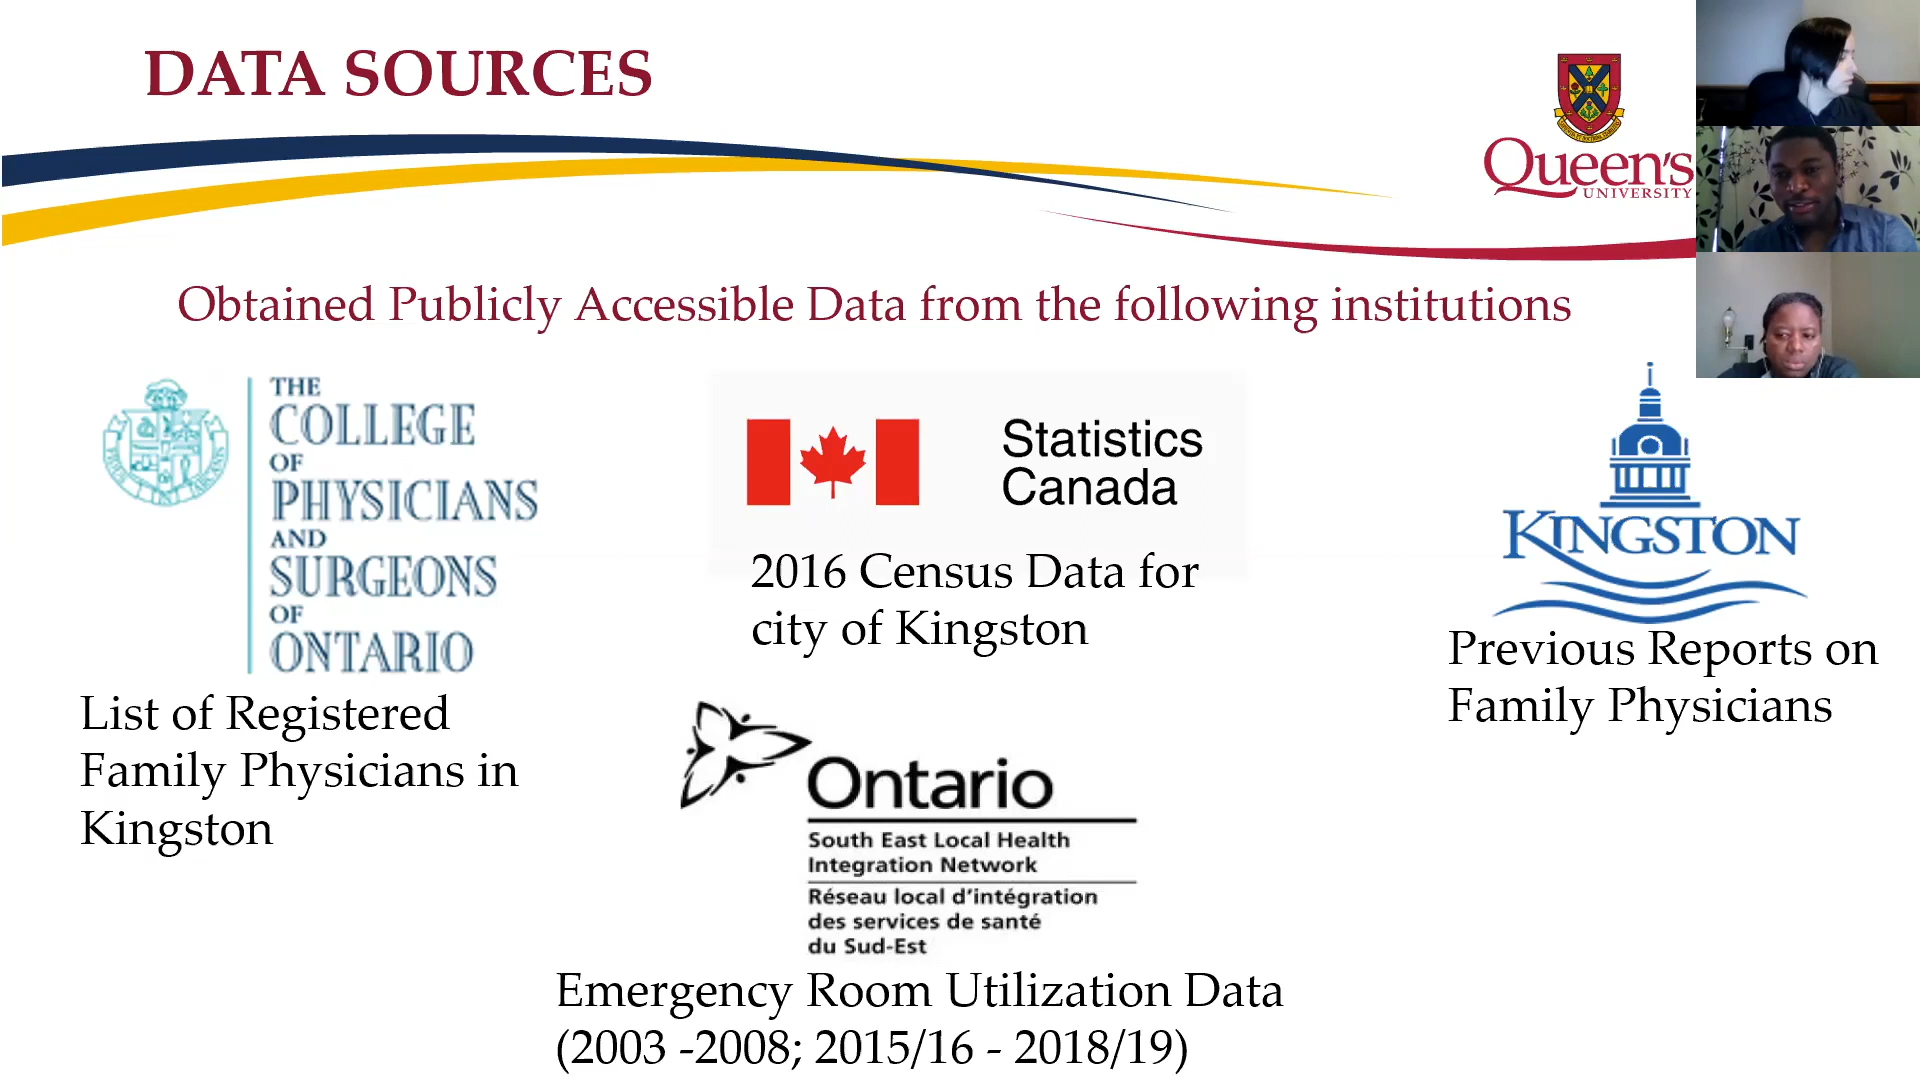 DATA SOURCES
Queen's
UNIVERSITY
Obtained Publicly Accessible Data from the following institutions
THE
COLLEGE
OF
PHYSICIANS
AND
SURGEONS
OF
ONTARIO
List of Registered
Family Physicians in
Kingston
Statistics
Canada
2016 Census Data for
city of Kingston
KINGSTON
Previous Reports on
Family Physicians
Ontario
South East Local Health
Integration Network
Réseau local d'intégration
des services de santé
du Sud-Est
Emergency Room Utilization Data
(2003 -2008; 2015/16 - 2018/19)